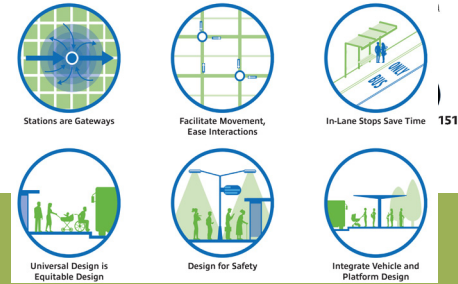 Stations are Gateways
Facilitate Movement,
Ease Interactions
BUS
ONLY
In-Lane Stops Save Time
151
Universal Design is
Equitable Design
Design for Safety
Integrate Vehicle and
Platform Design